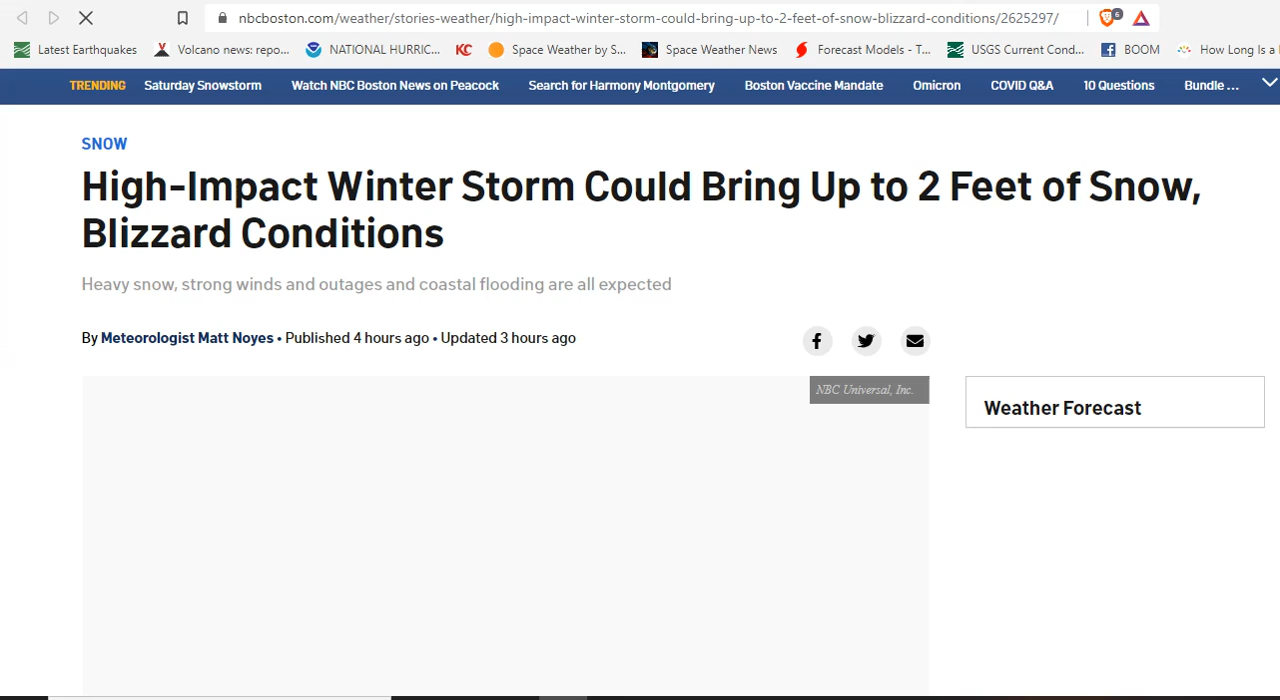 nbcboston.com/weather/stories-weather/high-impact-winter-storm-could-bring-up-to-2-feet-of-snow-blizzard-conditions/2625297/ 6
Latest Earthquakes Volcano news: repo... NATIONAL HURRIC... KC Space Weather by S... Space Weather News Forecast Models - T... USGS Current Cond... BOOM How Long Is a
TRENDING Saturday Snowstorm Watch NBC Boston News on Peacock Search for Harmony Montgomery Boston Vaccine Mandate Omicron COVID Q&A 10 Questions Bundle ...
SNOW
High-Impact Winter Storm Could Bring Up to 2 Feet of Snow,
Blizzard Conditions
Heavy snow, strong winds and outages and coastal flooding are all expected
By Meteorologist Matt Noyes • Published 4 hours ago • Updated 3 hours ago
NBC Universal, Inc.
Weather Forecast